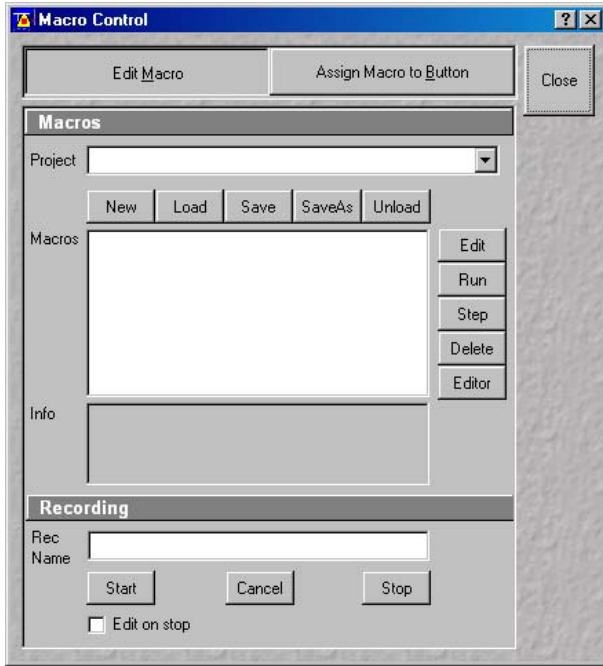 Macro Control
Edit Macro
Assign Macro to Button
Close
Macros
Project
New Load Save SaveAs Unload
Macros
Edit
Run
Step
Delete
Editor
Info
Recording
Rec
Name
Start Cancel Stop
Edit on stop